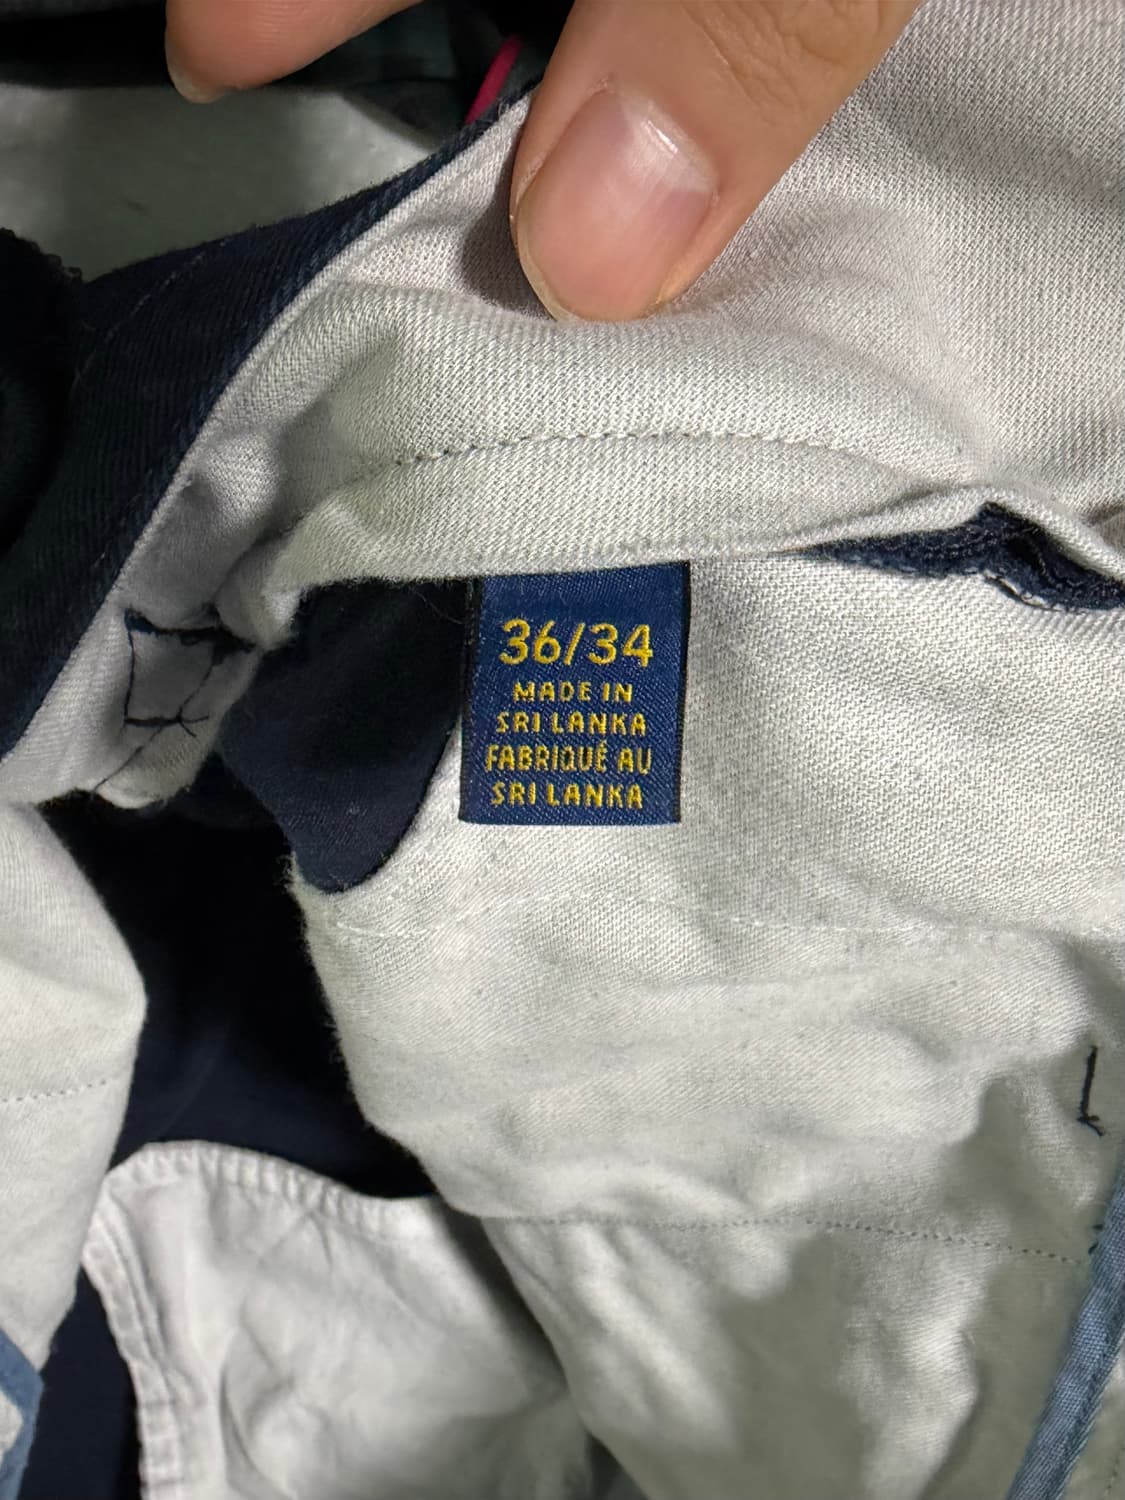 36/34
MADE IN
SRI LANKA
FABRIQUÉ AU
SRI LANKA